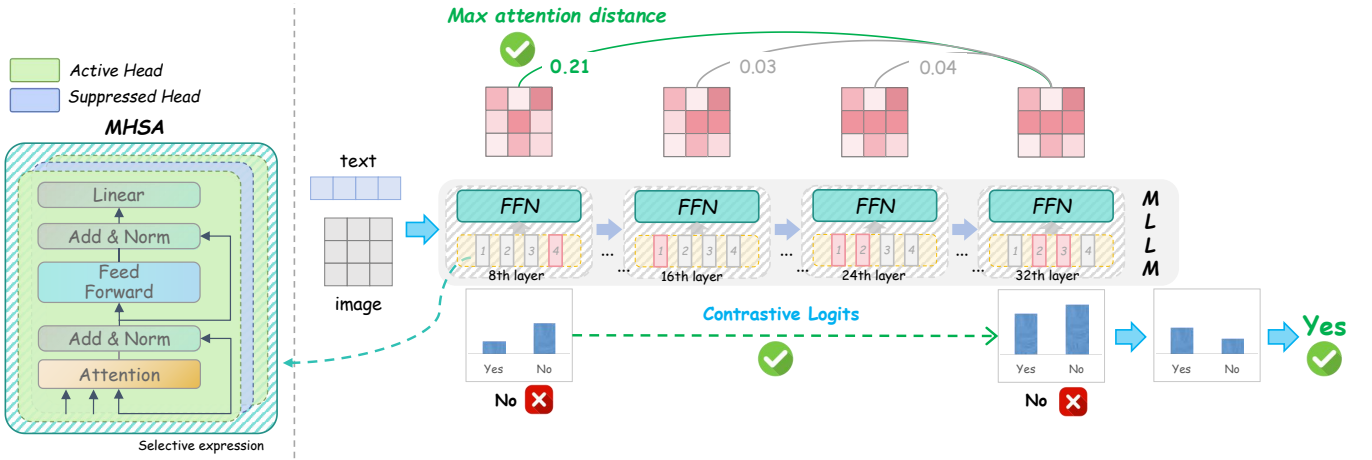 Active Head
Suppressed Head
MHSA
Linear
Add & Norm
Feed
Forward
Add & Norm
Attention
Selective expression
Max attention distance
0.21
0.03
0.04
text
image
FFN
FFN
FFN
FFN
1 2 3 4
...
...
1 2 3 4
...
...
1 2 3 4
...
...
1 2 3 4
8th layer
16th layer
24th layer
32th layer
M
L
L
M
Contrastive Logits
Yes No
No
Yes No
No
Yes No
Yes